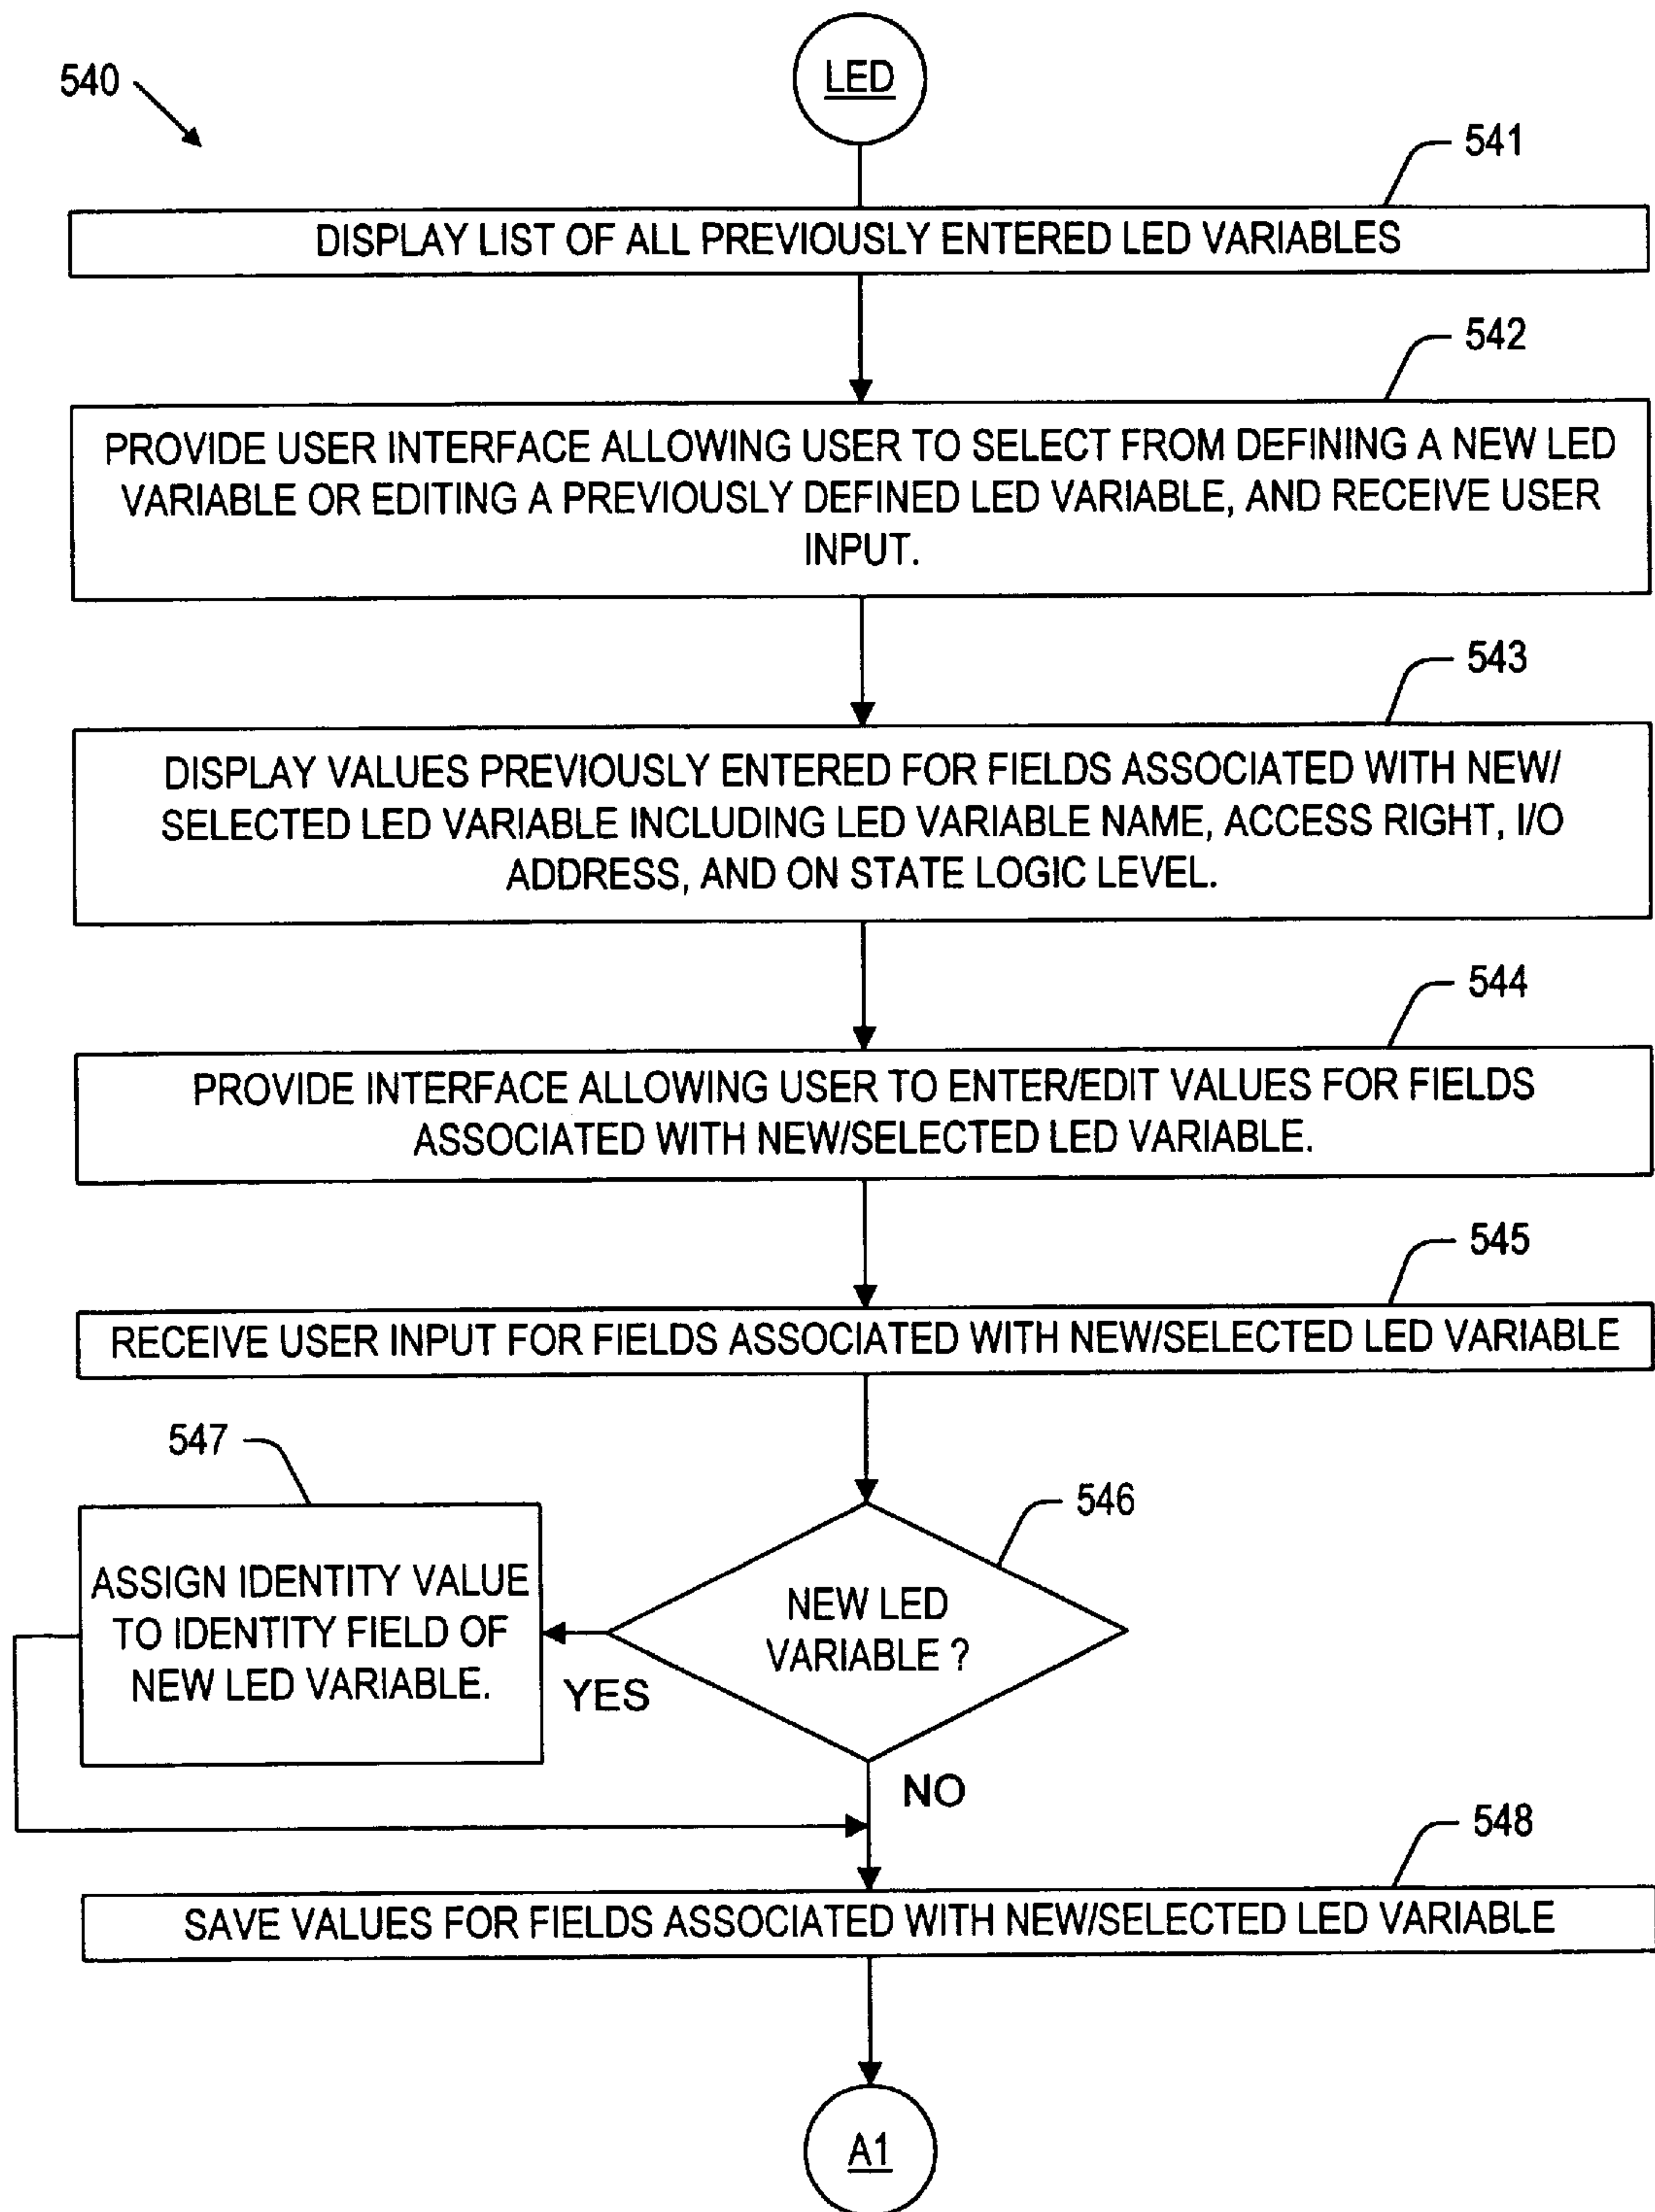 540
LED
541
DISPLAY LIST OF ALL PREVIOUSLY ENTERED LED VARIABLES
542
PROVIDE USER INTERFACE ALLOWING USER TO SELECT FROM DEFINING A NEW LED
VARIABLE OR EDITING A PREVIOUSLY DEFINED LED VARIABLE, AND RECEIVE USER
INPUT.
543
DISPLAY VALUES PREVIOUSLY ENTERED FOR FIELDS ASSOCIATED WITH NEW/
SELECTED LED VARIABLE INCLUDING LED VARIABLE NAME, ACCESS RIGHT, I/O
ADDRESS, AND ON STATE LOGIC LEVEL.
544
PROVIDE INTERFACE ALLOWING USER TO ENTER/EDIT VALUES FOR FIELDS
ASSOCIATED WITH NEW/SELECTED LED VARIABLE.
545
RECEIVE USER INPUT FOR FIELDS ASSOCIATED WITH NEW/SELECTED LED VARIABLE
547
546
ASSIGN IDENTITY VALUE
TO IDENTITY FIELD OF
NEW LED VARIABLE.
NEW LED
VARIABLE ?
YES
NO
548
SAVE VALUES FOR FIELDS ASSOCIATED WITH NEW/SELECTED LED VARIABLE
A1